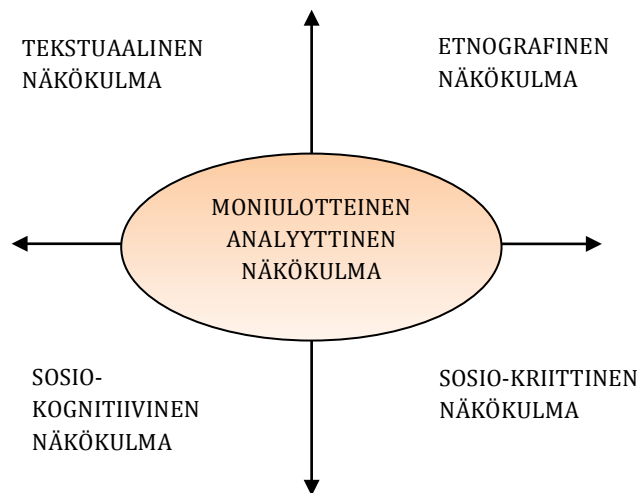 TEKSTUAALINEN
NÄKÖKULMA
ETNOGRAFINEN
NÄKÖKULMA
MONIULOTTEINEN
ANALYYTTINEN
NÄKÖKULMA
SOSIO-
KOGNITIIVINEN
NÄKÖKULMA
SOSIO-KRIITTINEN
NÄKÖKULMA